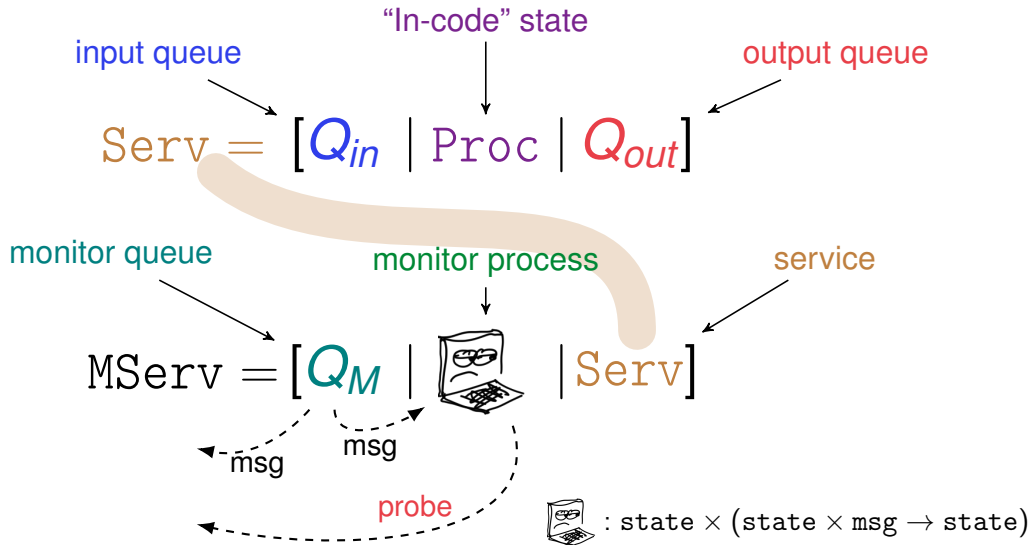 “In-code” state
input queue
output queue
Serv = [Q_in | Proc | Q_out]
monitor queue
monitor process
service
MServ = [Q_M | | Serv]
msg
msg
probe
: state × (state × msg → state)